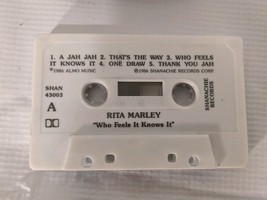 1. A JAH JAH 2. THAT'S THE WAY 3. WHO FEELS
IT KNOWS IT 4. ONE DRAW 5. THANK YOU JAH
℗1986 ALMO MUSIC ©1986 SHANACHIE RECORDS CORP.
SHAN
43003
A
SHANACHIE
RECORDS
RITA MARLEY
"Who Feels It Knows It"